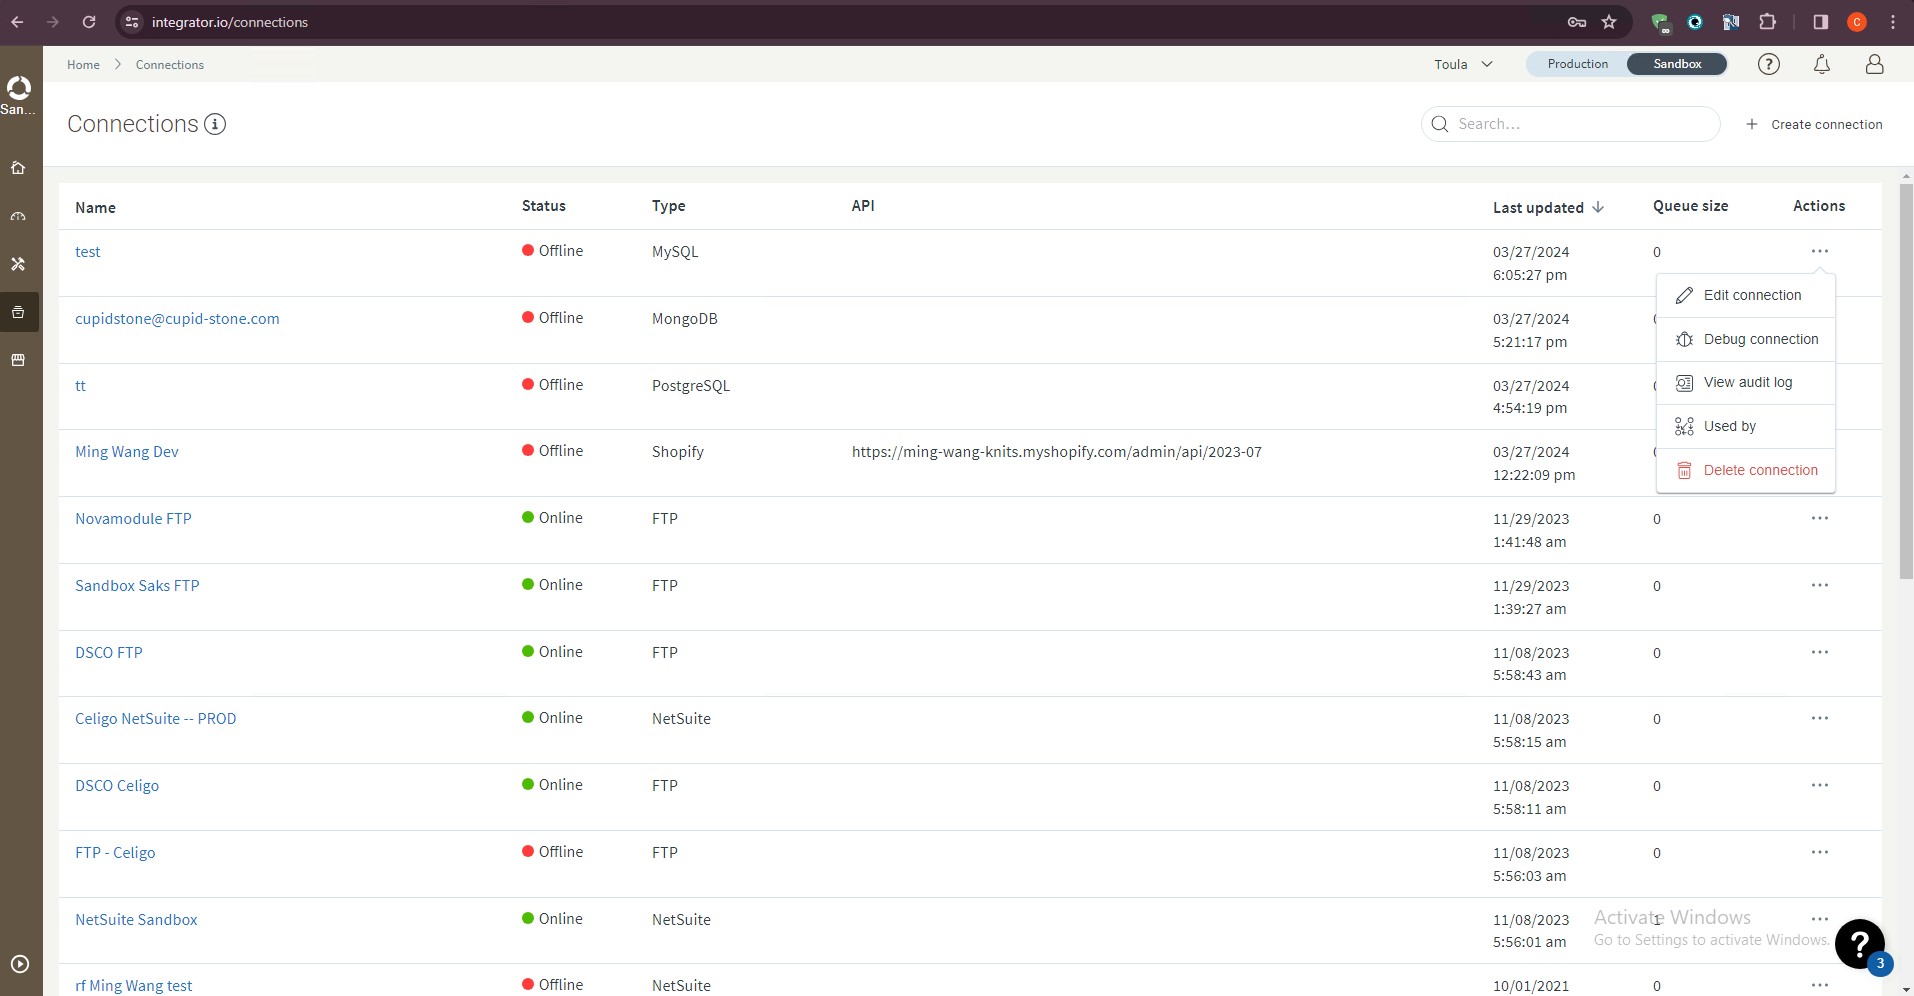 integrator.io/connections
C
Home Connections
Toula
Production Sandbox
San...
Connections
Search...
Create connection
Name Status Type API Last updated Queue size Actions
test Offline MySQL 03/27/2024 0
6:05:27 pm
Edit connection
Debug connection
View audit log
Used by
Delete connection
cupidstone@cupid-stone.com Offline MongoDB 03/27/2024
5:21:17 pm
tt Offline PostgreSQL 03/27/2024
4:54:19 pm
Ming Wang Dev Offline Shopify https://ming-wang-knits.myshopify.com/admin/api/2023-07 03/27/2024
12:22:09 pm
Novamodule FTP Online FTP 11/29/2023 0
1:41:48 am
Sandbox Saks FTP Online FTP 11/29/2023 0
1:39:27 am
DSCO FTP Online FTP 11/08/2023 0
5:58:43 am
Celigo NetSuite -- PROD Online NetSuite 11/08/2023 0
5:58:15 am
DSCO Celigo Online FTP 11/08/2023 0
5:58:11 am
FTP - Celigo Offline FTP 11/08/2023 0
5:56:03 am
NetSuite Sandbox Online NetSuite 11/08/2023 1
5:56:01 am
Activate Windows
Go to Settings to activate Windows.
?
3
rf Ming Wang test Offline NetSuite 10/01/2021 0